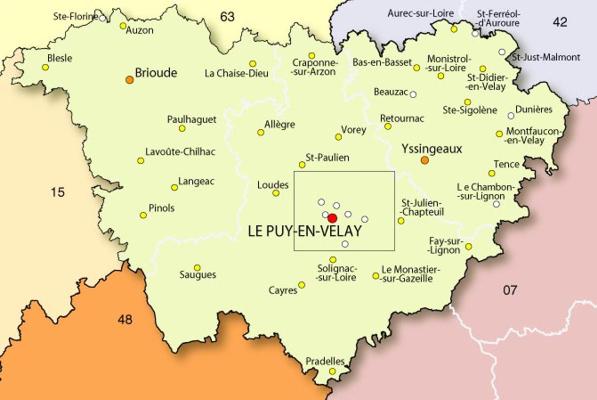 63
42
Ste-Florine
Auzon
Aurec-sur-Loire
St-Ferréol-
d'Auroure
Blesle
Brioude
La Chaise-Dieu
Craponne-
-sur-Arzon
Bas-en-Basset
Monistrol-
-sur-Loire
St-Just-Malmont
St-Didier-
-en-Velay
Beauzac
Ste-Sigolène
Dunières
Paulhaguet
Allègre
Vorey
Retournac
Montfaucon
-en-Velay
Lavoûte-Chilhac
St-Paulien
Yssingeaux
Tence
15
Langeac
Loudes
Le Chambon-
-sur-Lignon
Pinols
St-Julien-
-Chapteuil
LE PUY-EN-VELAY
Fay-sur-
-Lignon
Saugues
Solignac-
-sur-Loire
Le Monastier-
-sur-Gazeille
Cayres
07
48
Pradelles